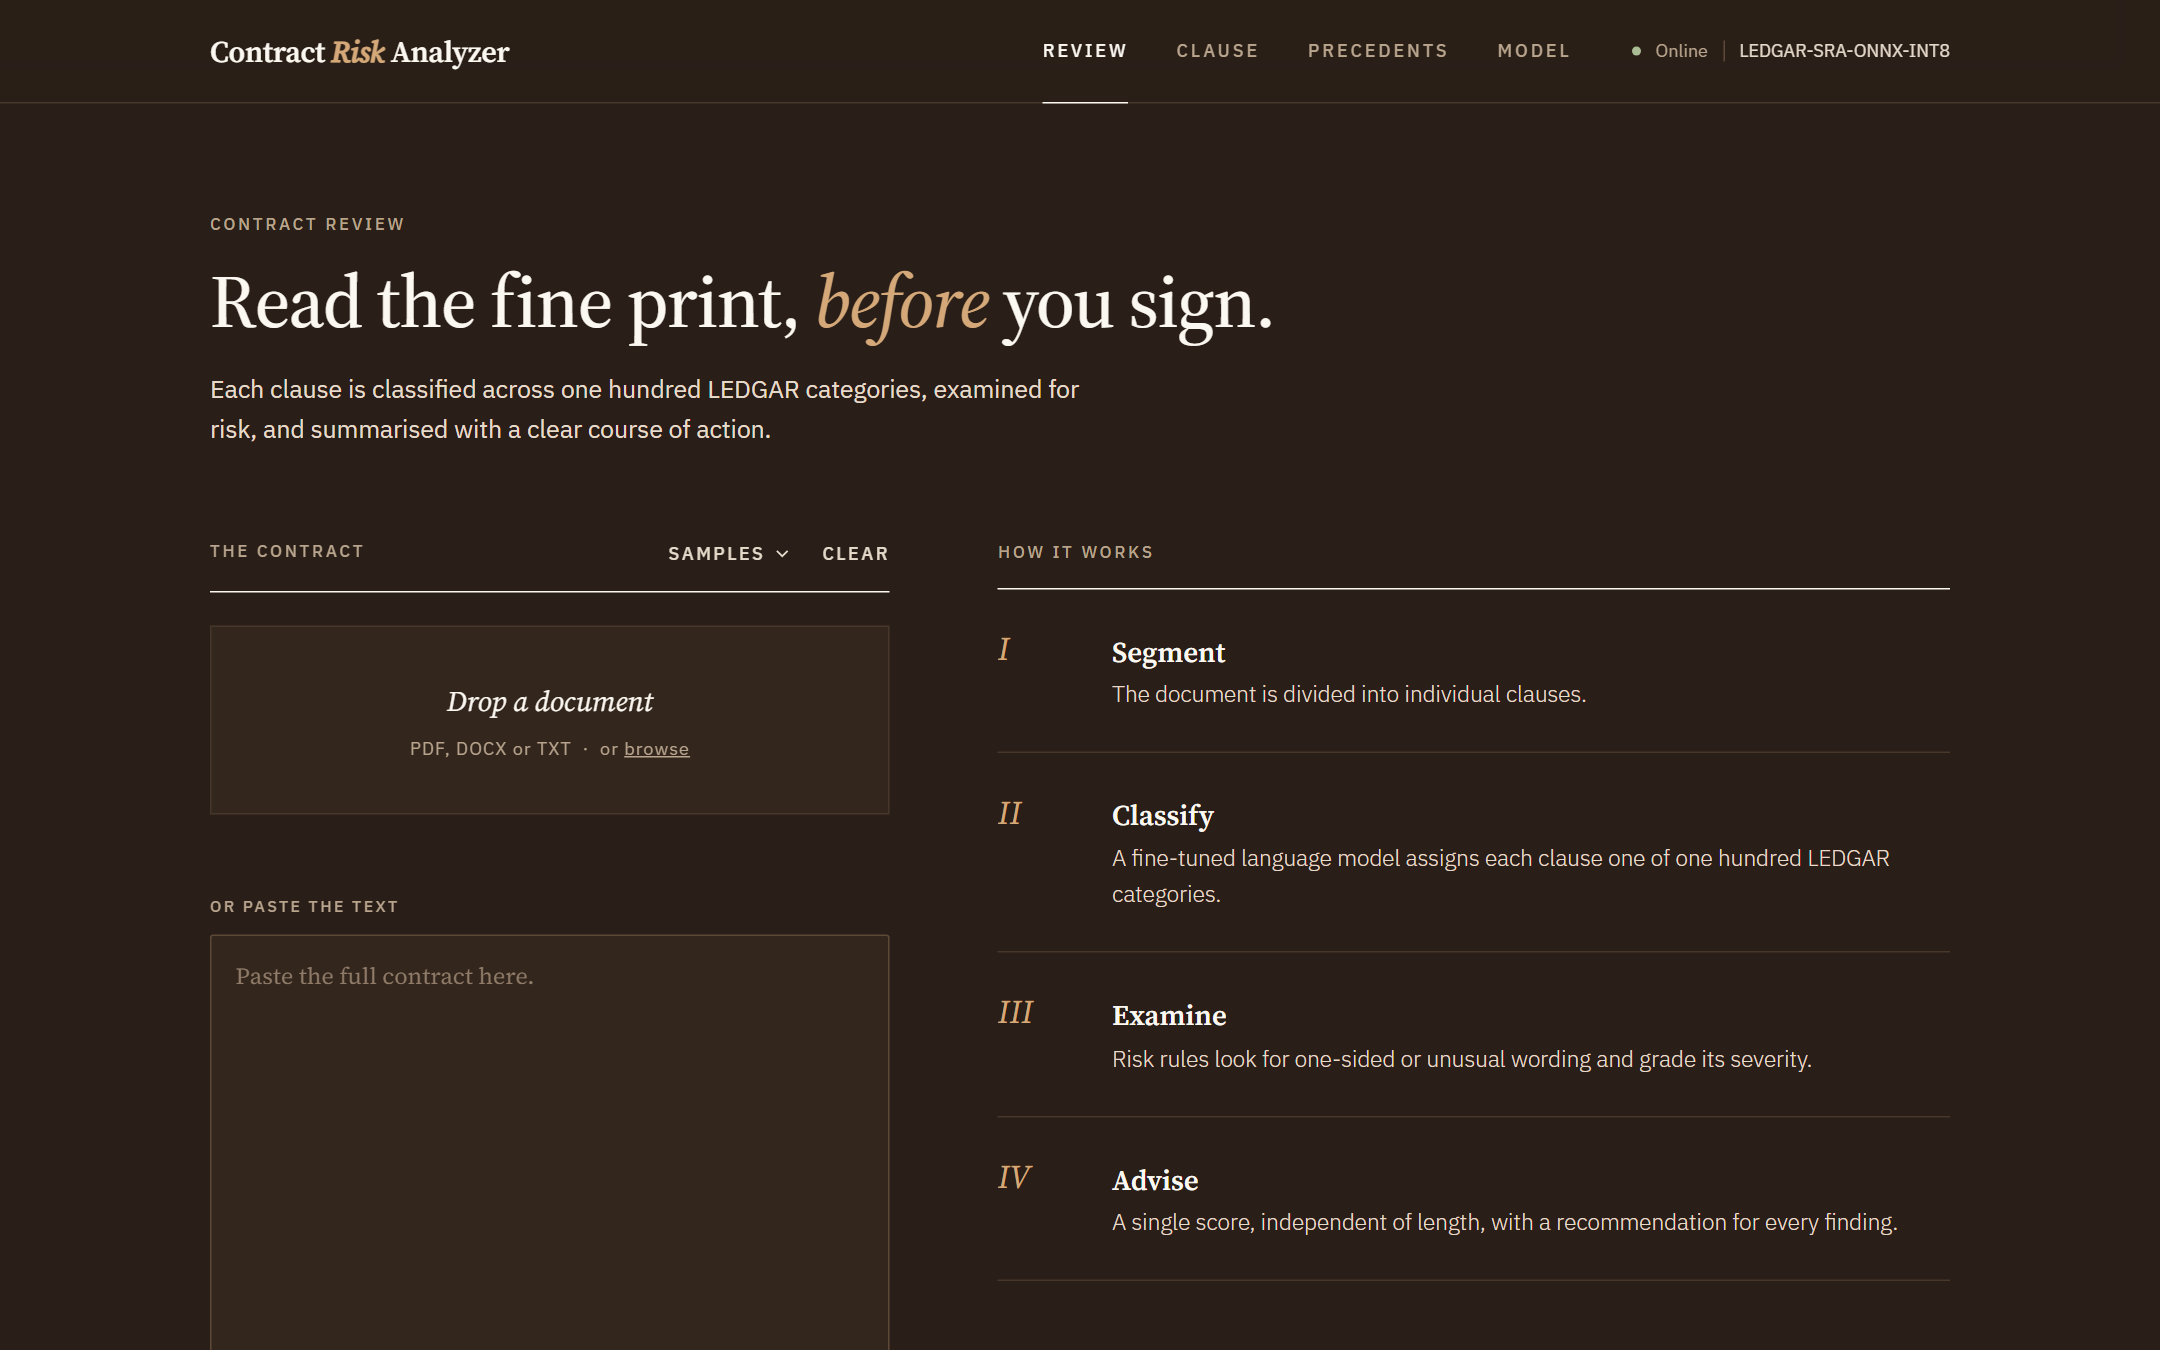 Contract Risk Analyzer
REVIEW
CLAUSE
PRECEDENTS
MODEL
Online
LEDGAR-SRA-ONNX-INT8
CONTRACT REVIEW
Read the fine print, before you sign.
Each clause is classified across one hundred LEDGAR categories, examined for
risk, and summarised with a clear course of action.
THE CONTRACT
SAMPLES
CLEAR
Drop a document
PDF, DOCX or TXT · or browse
OR PASTE THE TEXT
Paste the full contract here.
HOW IT WORKS
I
Segment
The document is divided into individual clauses.
II
Classify
A fine-tuned language model assigns each clause one of one hundred LEDGAR
categories.
III
Examine
Risk rules look for one-sided or unusual wording and grade its severity.
IV
Advise
A single score, independent of length, with a recommendation for every finding.